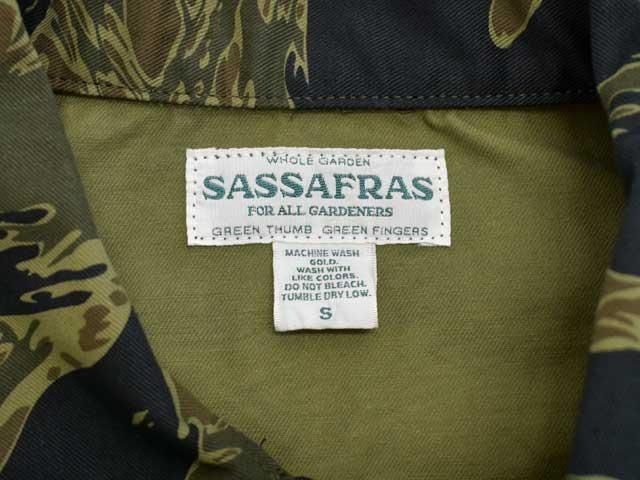 WHOLE GARDEN
SASSAFRAS
FOR ALL GARDENERS
GREEN THUMB GREEN FINGERS
MACHINE WASH
GOLD.
WASH WITH
LIKE COLORS.
DO NOT BLEACH.
TUMBLE DRY LOW.
S